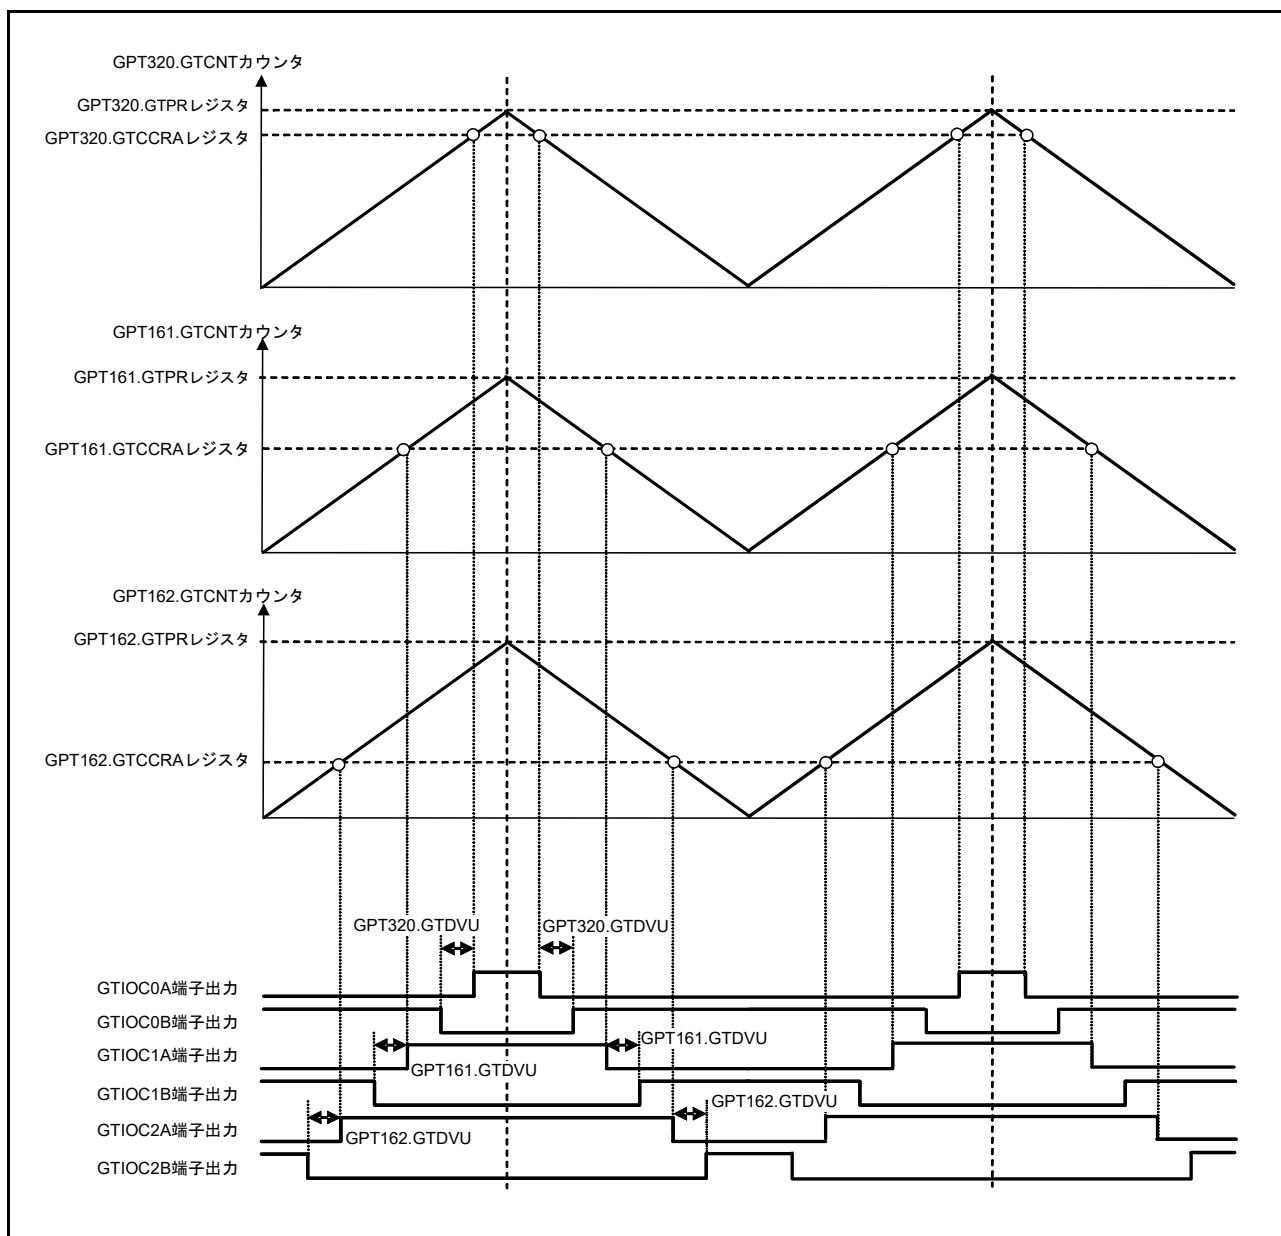 GPT320.GTCNTカウンタ
GPT320.GTPRレジスタ
GPT320.GTCCRAレジスタ
GPT161.GTCNTカウンタ
GPT161.GTPRレジスタ
GPT161.GTCCRAレジスタ
GPT162.GTCNTカウンタ
GPT162.GTPRレジスタ
GPT162.GTCCRAレジスタ
GPT320.GTDVU
GPT320.GTDVU
GTIOC0A端子出力
GTIOC0B端子出力
GPT161.GTDVU
GTIOC1A端子出力
GPT161.GTDVU
GTIOC1B端子出力
GPT162.GTDVU
GTIOC2A端子出力
GPT162.GTDVU
GTIOC2B端子出力